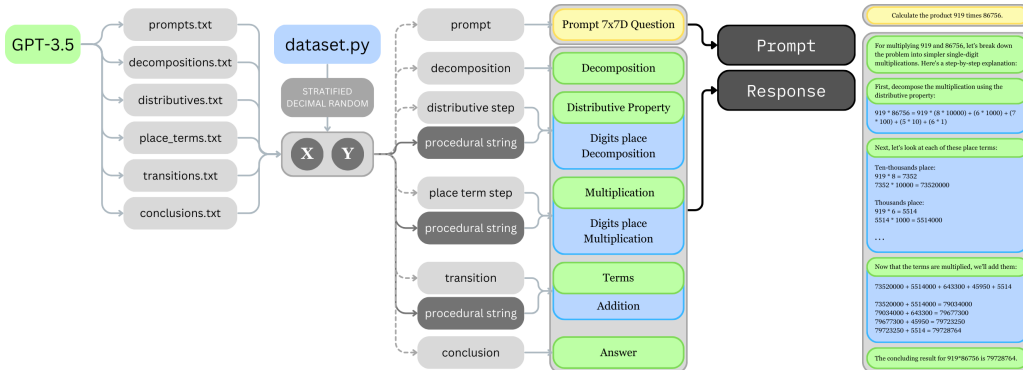 GPT-3.5
prompts.txt
decompositions.txt
distributives.txt
place_terms.txt
transitions.txt
conclusions.txt
dataset.py
STRATIFIED
DECIMAL RANDOM
X Y
prompt
decomposition
distributive step
procedural string
place term step
procedural string
transition
procedural string
conclusion
Prompt 7x7D Question
Decomposition
Distributive Property
Digits place
Decomposition
Multiplication
Digits place
Multiplication
Terms
Addition
Answer
Prompt
Response
Calculate the product 919 times 86756.
For multiplying 919 and 86756, let's break down
the problem into simpler single-digit
multiplications. Here's a step-by-step explanation:
First, decompose the multiplication using the
distributive property:
919 * 86756 = 919 * (8 * 10000) + (6 * 1000) + (7
* 100) + (5 * 10) + (6 * 1)
Next, let's look at each of these place terms:
Ten-thousands place:
919 * 8 = 7352
7352 * 10000 = 73520000
Thousands place:
919 * 6 = 5514
5514 * 1000 = 5514000
...
Now that the terms are multiplied, we'll add them:
73520000 + 5514000 + 643300 + 45950 + 5514
73520000 + 5514000 = 79034000
79034000 + 643300 = 79677300
79677300 + 45950 = 79723250
79723250 + 5514 = 79728764
The concluding result for 919*86756 is 79728764.